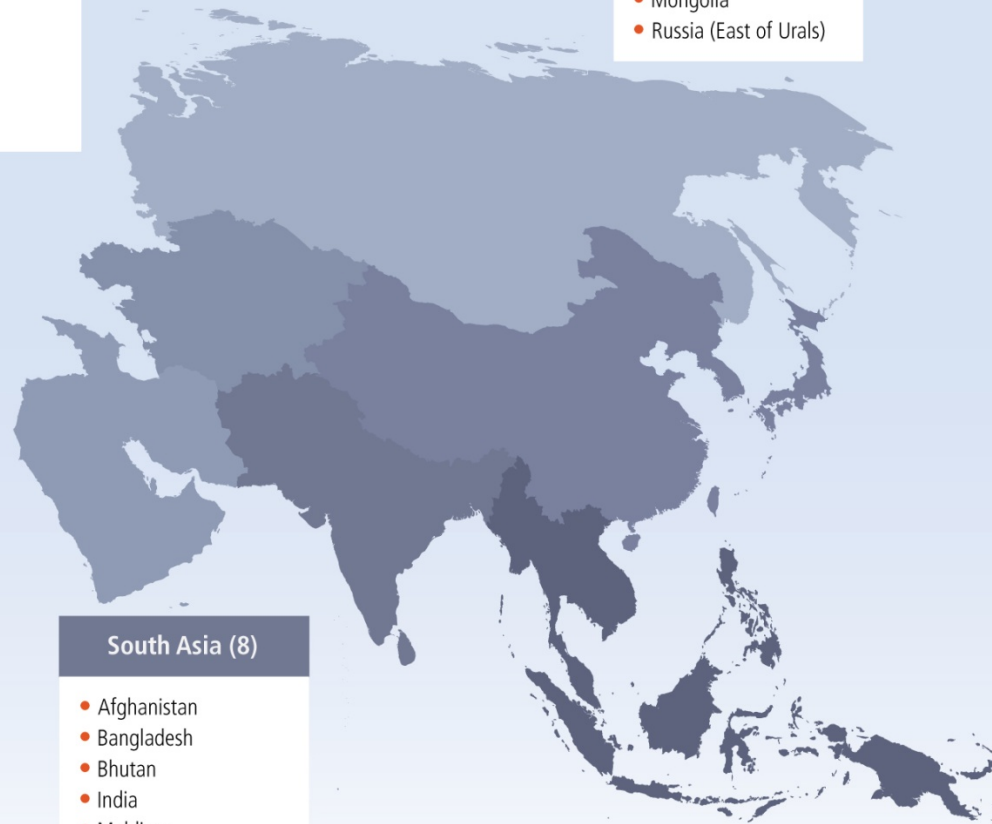 • Mongolia
• Russia (East of Urals)
South Asia (8)
• Afghanistan
• Bangladesh
• Bhutan
• India